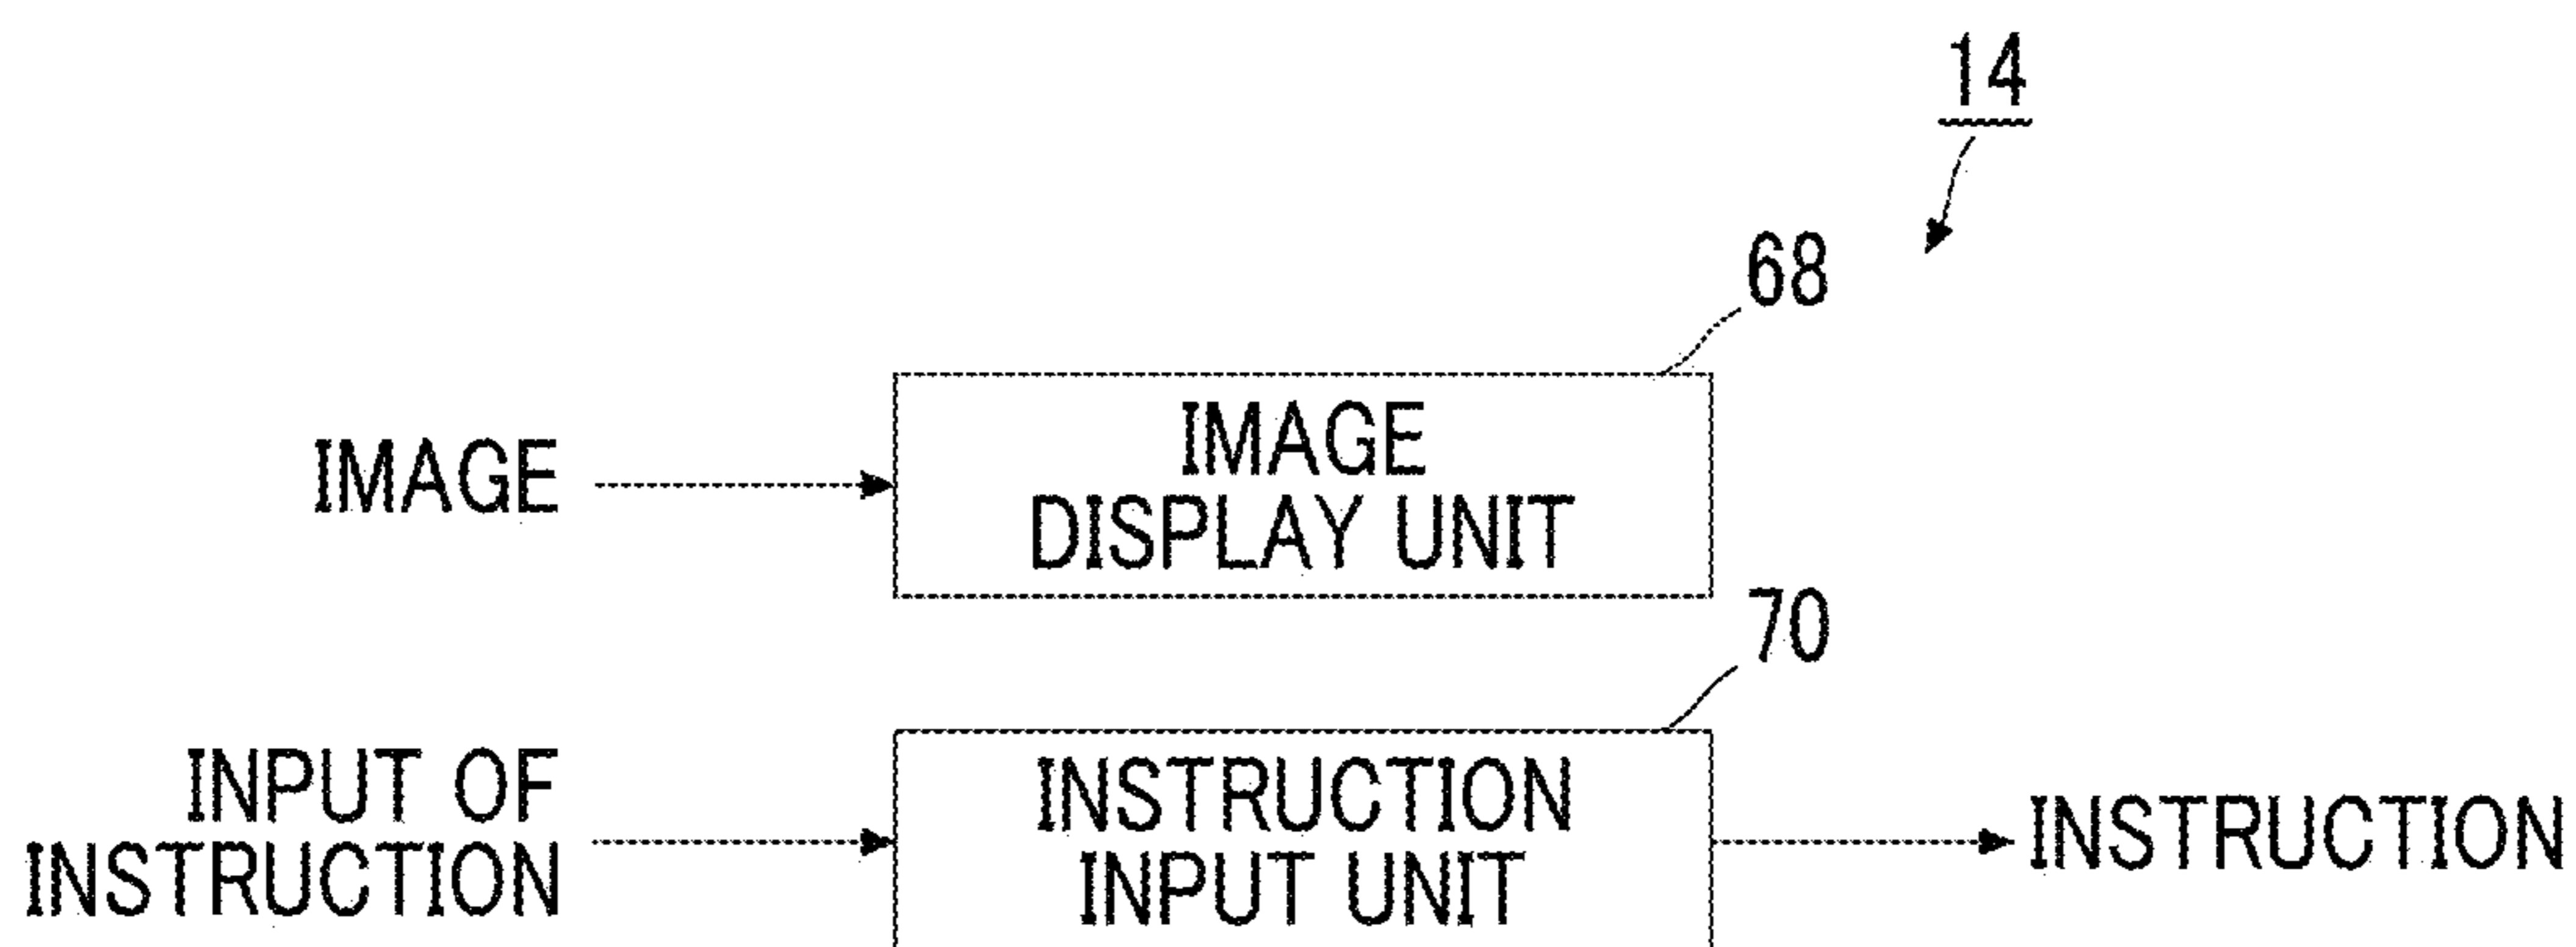 14
68
IMAGE
IMAGE
DISPLAY UNIT
70
INPUT OF
INSTRUCTION
INSTRUCTION
INPUT UNIT
INSTRUCTION